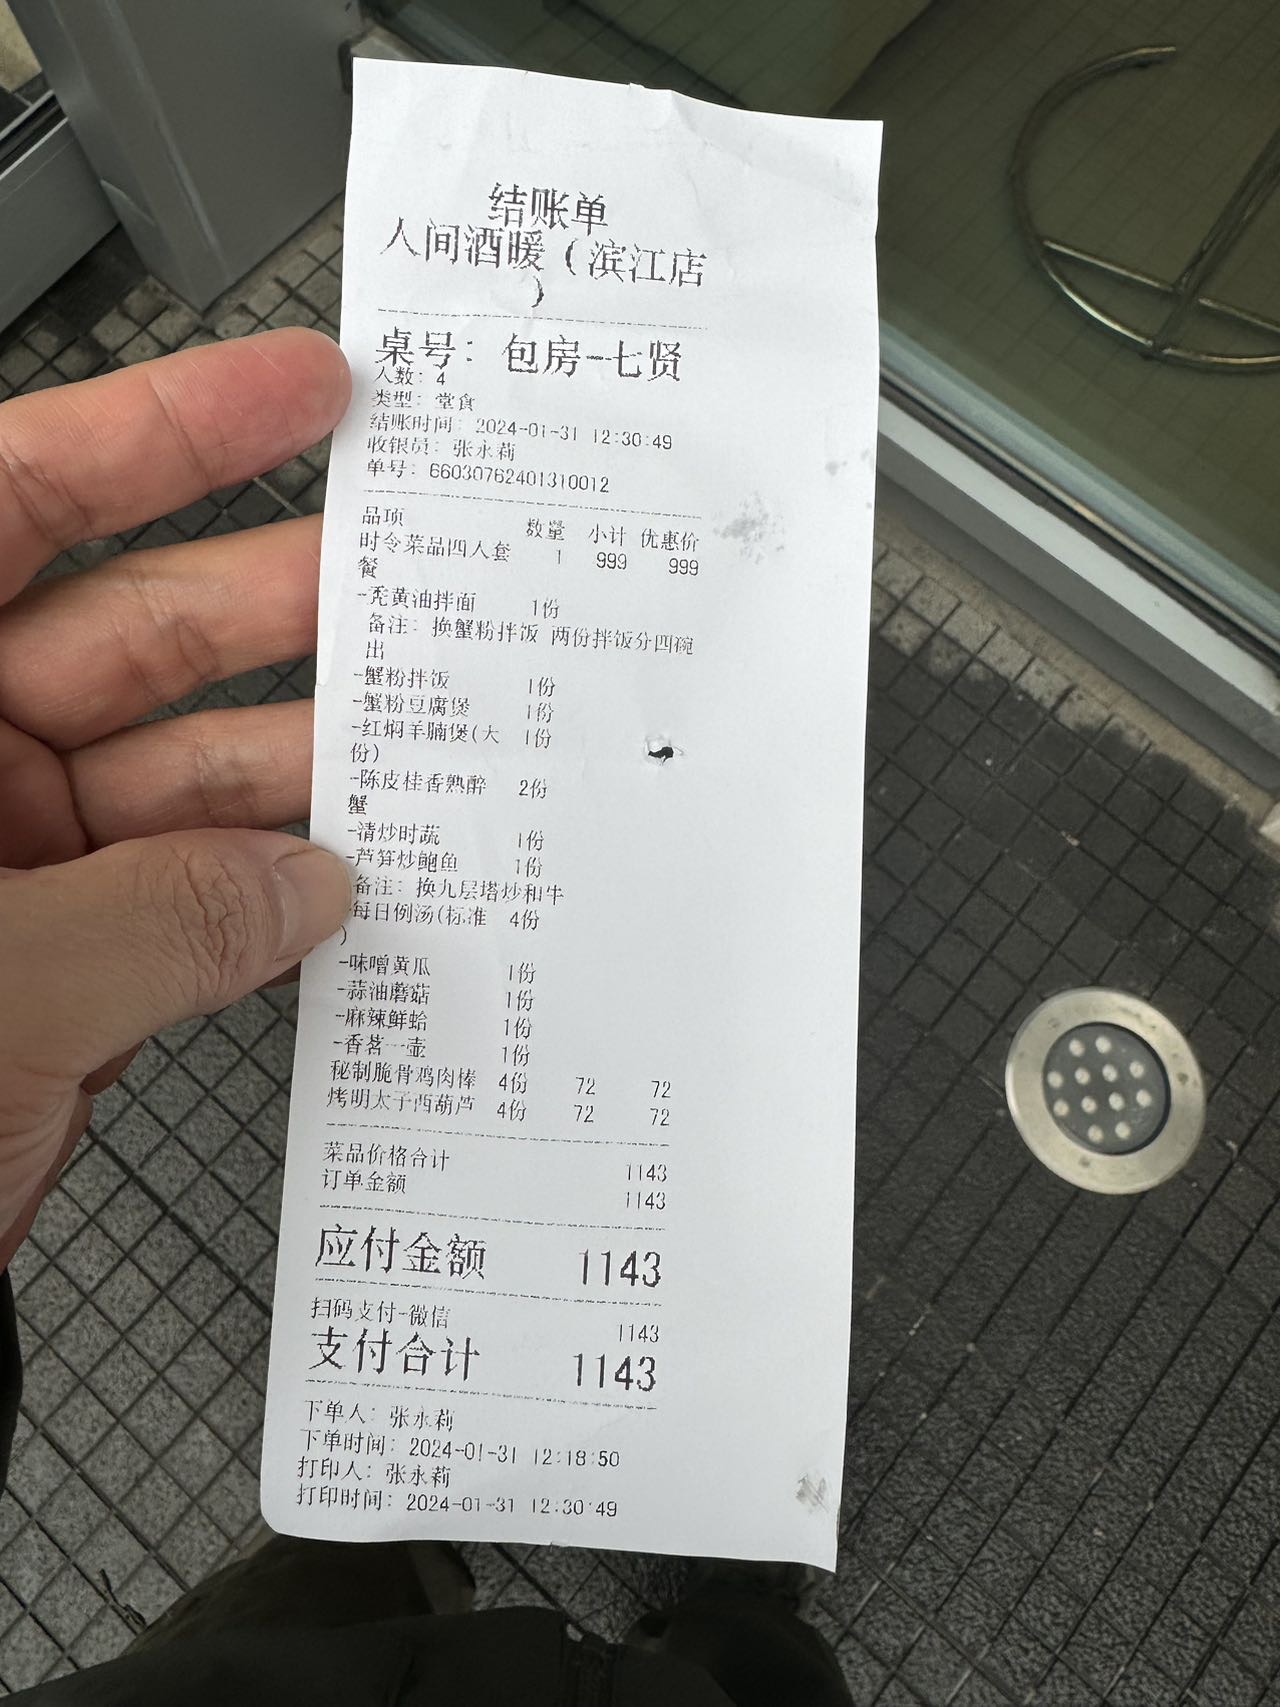 结账单
人间酒暖（滨江店
）
桌号：包房-七贤
人数：4
类型：堂食
结账时间：2024-01-31 12:30:49
收银员：张永莉
单号：66030762401310012
品项 数量 小计 优惠价
时令菜品四人套 1 999 999
餐
-秃黄油拌面 1份
备注：换蟹粉拌饭 两份拌饭分四碗
出
-蟹粉拌饭 1份
-蟹粉豆腐煲 1份
-红焖羊腩煲(大 1份
份)
-陈皮桂香熟醉 2份
蟹
-清炒时蔬 1份
-芦笋炒鲍鱼 1份
备注：换九层塔炒和牛
-每日例汤(标准 4份
)
-味噌黄瓜 1份
-蒜油蘑菇 1份
-麻辣鲜蛤 1份
-香茗一壶 1份
秘制脆骨鸡肉棒 4份 72 72
烤明太子西葫芦 4份 72 72
菜品价格合计 1143
订单金额 1143
应付金额 1143
扫码支付-微信 1143
支付合计 1143
下单人：张永莉
下单时间：2024-01-31 12:18:50
打印人：张永莉
打印时间：2024-01-31 12:30:49